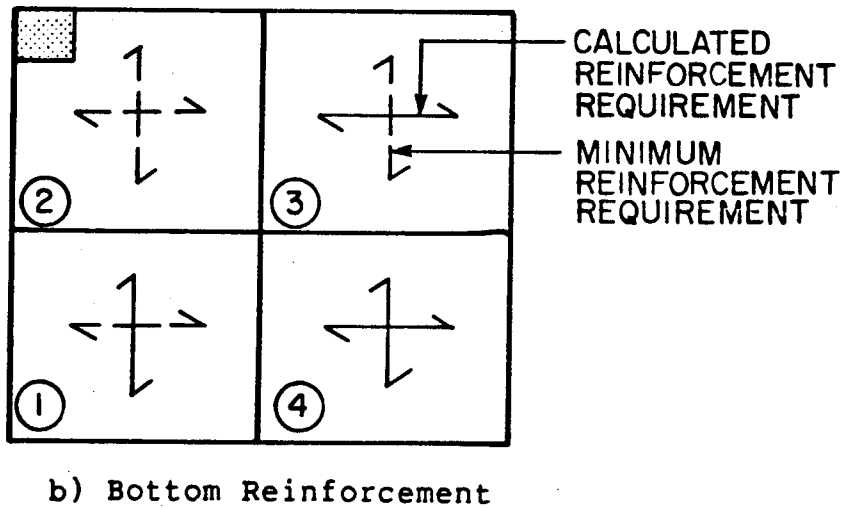 CALCULATED
REINFORCEMENT
REQUIREMENT
MINIMUM
REINFORCEMENT
REQUIREMENT
2
3
1
4
b) Bottom Reinforcement